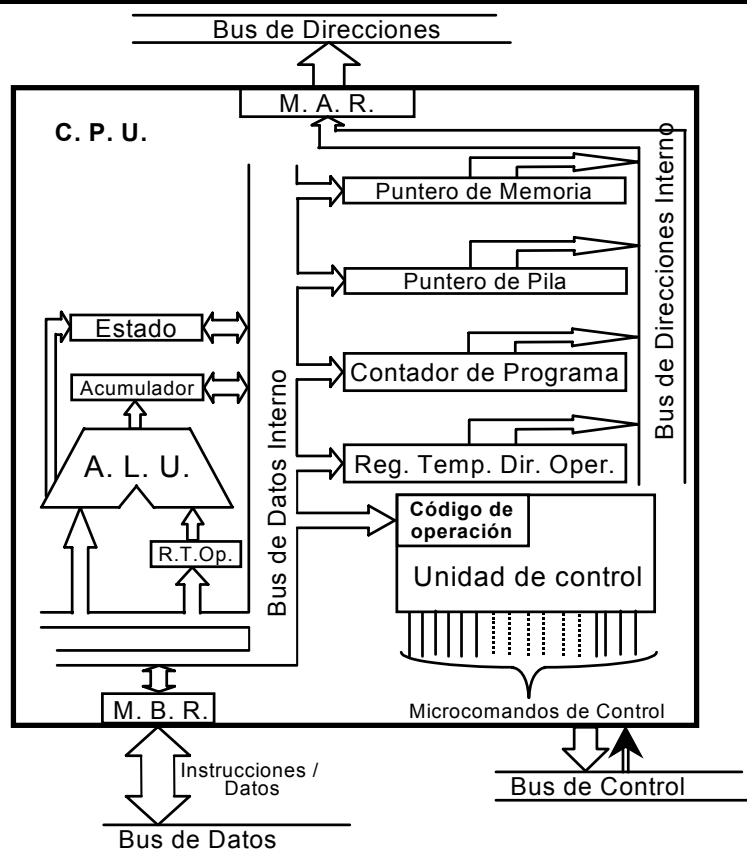 Bus de Direcciones
M. A. R.
C. P. U.
Puntero de Memoria
Puntero de Pila
Contador de Programa
Reg. Temp. Dir. Oper.
Bus de Direcciones Interno
Estado
Acumulador
A. L. U.
R.T.Op.
Bus de Datos Interno
Código de
operación
Unidad de control
M. B. R.
Microcomandos de Control
Instrucciones /
Datos
Bus de Control
Bus de Datos